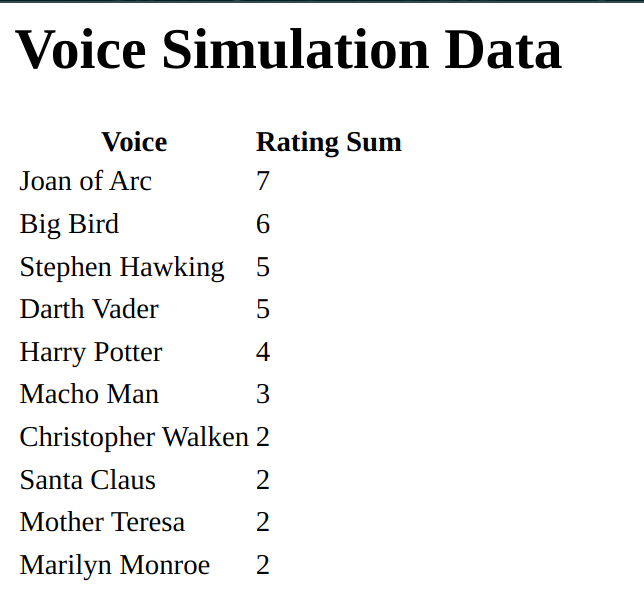 Voice Simulation Data
Voice Rating Sum
Joan of Arc 7
Big Bird 6
Stephen Hawking 5
Darth Vader 5
Harry Potter 4
Macho Man 3
Christopher Walken 2
Santa Claus 2
Mother Teresa 2
Marilyn Monroe 2